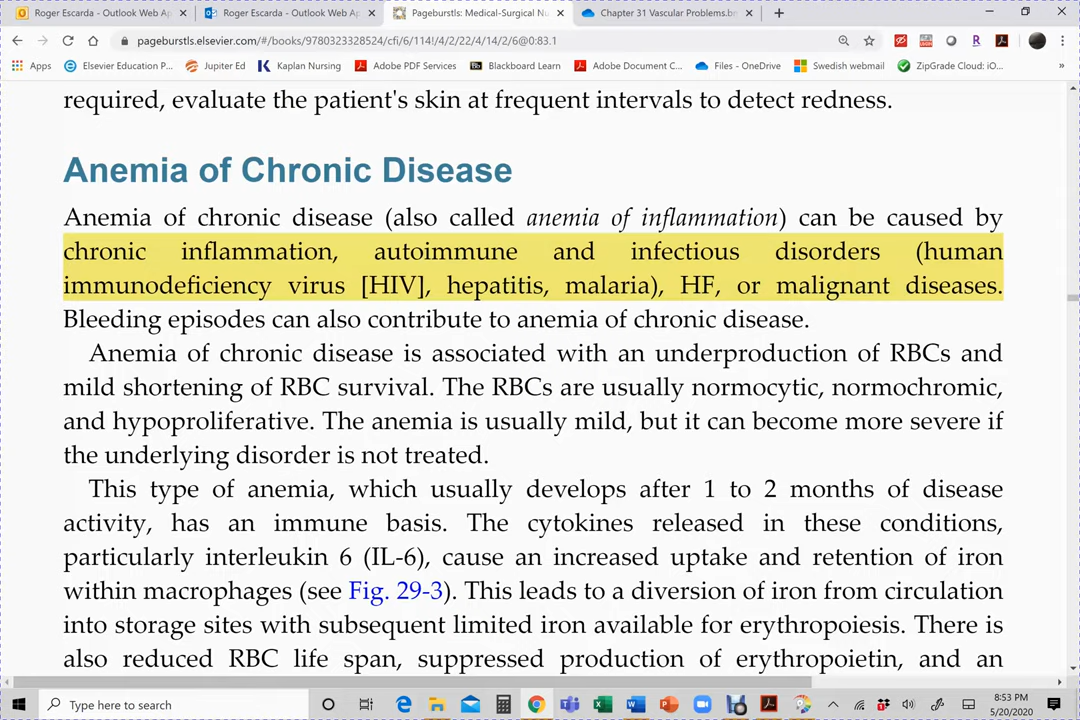 Roger Escarda - Outlook Web Ap
Roger Escarda - Outlook Web Ap
Pageburstls: Medical-Surgical Nu
Chapter 31 Vascular Problems.bm
pageburstls.elsevier.com/#/books/9780323328524/cfi/6/114!/4/2/22/4/14/2/6@0:83.1
Apps
Elsevier Education P...
Jupiter Ed
Kaplan Nursing
Adobe PDF Services
Blackboard Learn
Adobe Document C...
Files - OneDrive
Swedish webmail
ZipGrade Cloud: iO...
required, evaluate the patient's skin at frequent intervals to detect redness.
Anemia of Chronic Disease
Anemia of chronic disease (also called anemia of inflammation) can be caused by
chronic inflammation, autoimmune and infectious disorders (human
immunodeficiency virus [HIV], hepatitis, malaria), HF, or malignant diseases.
Bleeding episodes can also contribute to anemia of chronic disease.
Anemia of chronic disease is associated with an underproduction of RBCs and
mild shortening of RBC survival. The RBCs are usually normocytic, normochromic,
and hypoproliferative. The anemia is usually mild, but it can become more severe if
the underlying disorder is not treated.
This type of anemia, which usually develops after 1 to 2 months of disease
activity, has an immune basis. The cytokines released in these conditions,
particularly interleukin 6 (IL-6), cause an increased uptake and retention of iron
within macrophages (see Fig. 29-3). This leads to a diversion of iron from circulation
into storage sites with subsequent limited iron available for erythropoiesis. There is
also reduced RBC life span, suppressed production of erythropoietin, and an
Type here to search
8:53 PM
5/20/2020